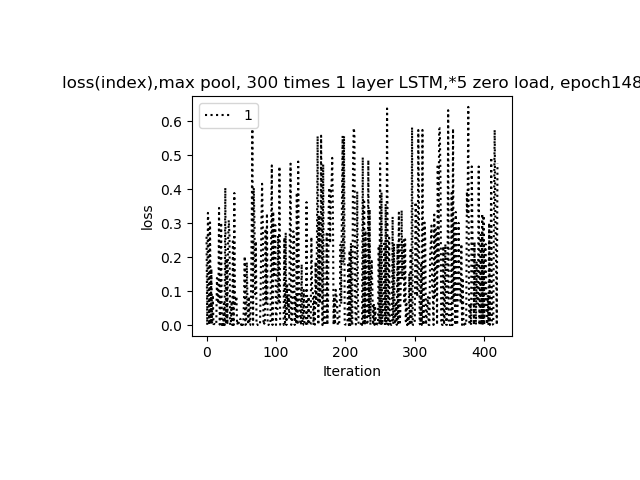 loss(index),max pool, 300 times 1 layer LSTM,*5 zero load, epoch148
1
loss
0.6
0.5
0.4
0.3
0.2
0.1
0.0
0 100 200 300 400
Iteration